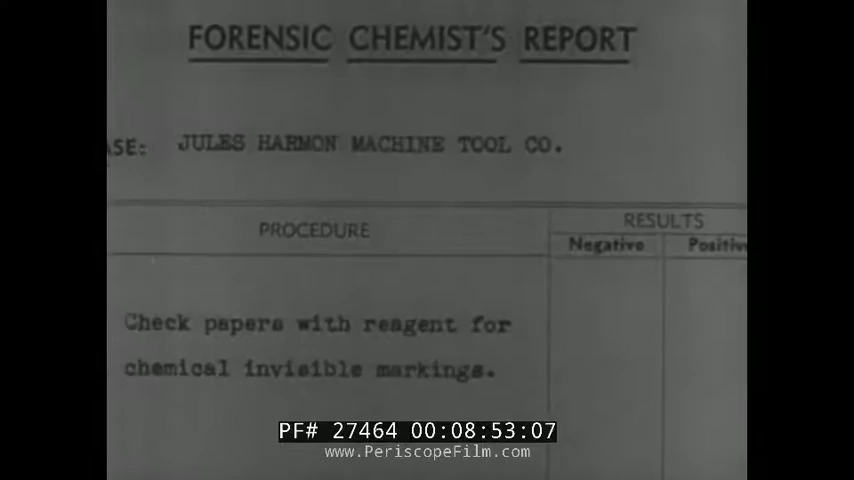 FORENSIC CHEMIST'S REPORT
ASE: JULES HARMON MACHINE TOOL CO.
PROCEDURE RESULTS
Negative Positiv
Check papers with reagent for
chemical invisible markings.
PF# 27464 00:08:53:07
www.PeriscopeFilm.com